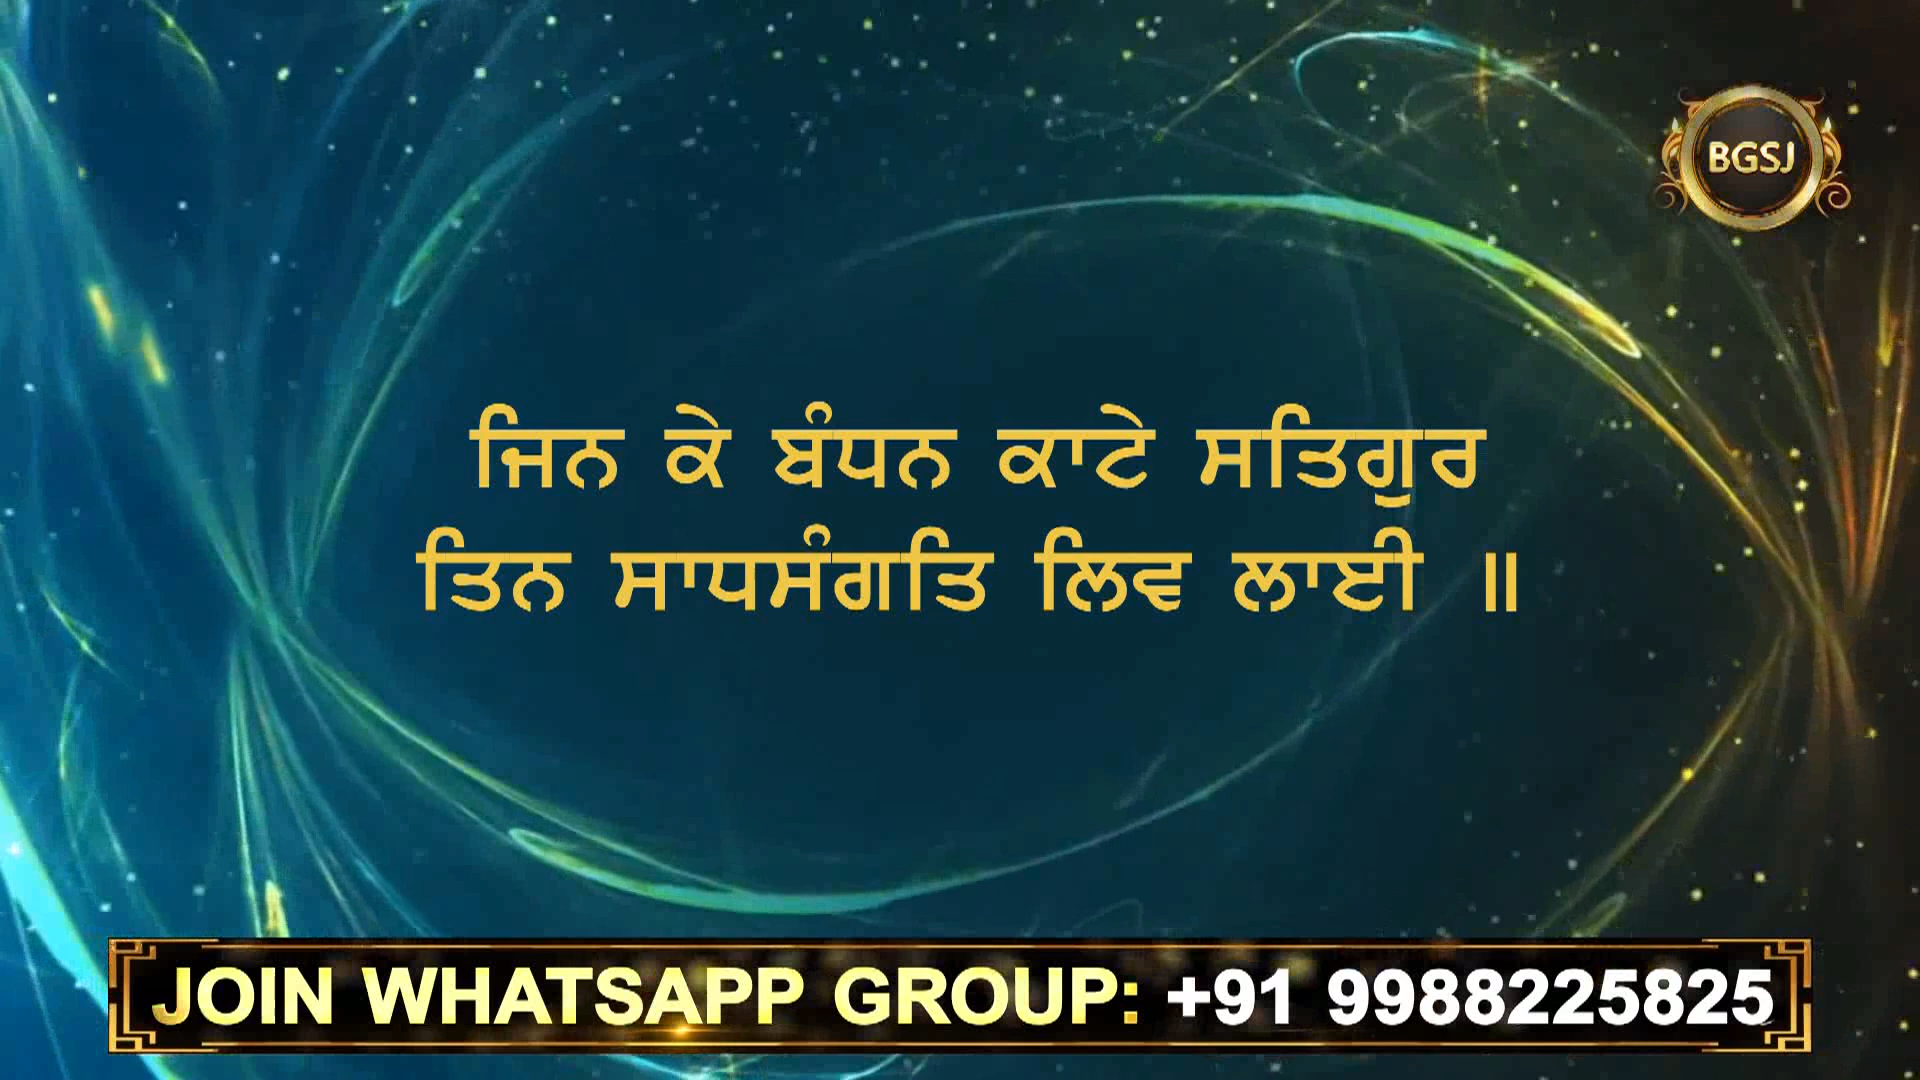 BGSJ
ਜਿਨ ਕੇ ਬੰਧਨ ਕਾਟੇ ਸਤਿਗੁਰ
ਤਿਨ ਸਾਧਸੰਗਤਿ ਲਿਵ ਲਾਈ ॥
JOIN WHATSAPP GROUP: +91 9988225825